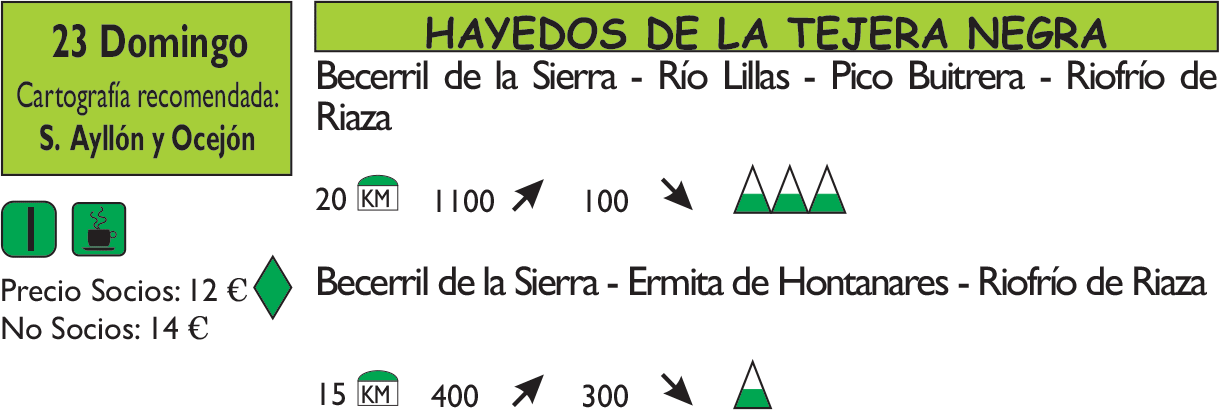 23 Domingo
Cartografía recomendada:
S. Ayllón y Ocejón
Precio Socios: 12 €
No Socios: 14 €
HAYEDOS DE LA TEJERA NEGRA
Becerril de la Sierra - Río Lillas - Pico Buitrera - Riofrío de
Riaza
20 KM 1100 100
Becerril de la Sierra - Ermita de Hontanares - Riofrío de Riaza
15 KM 400 300